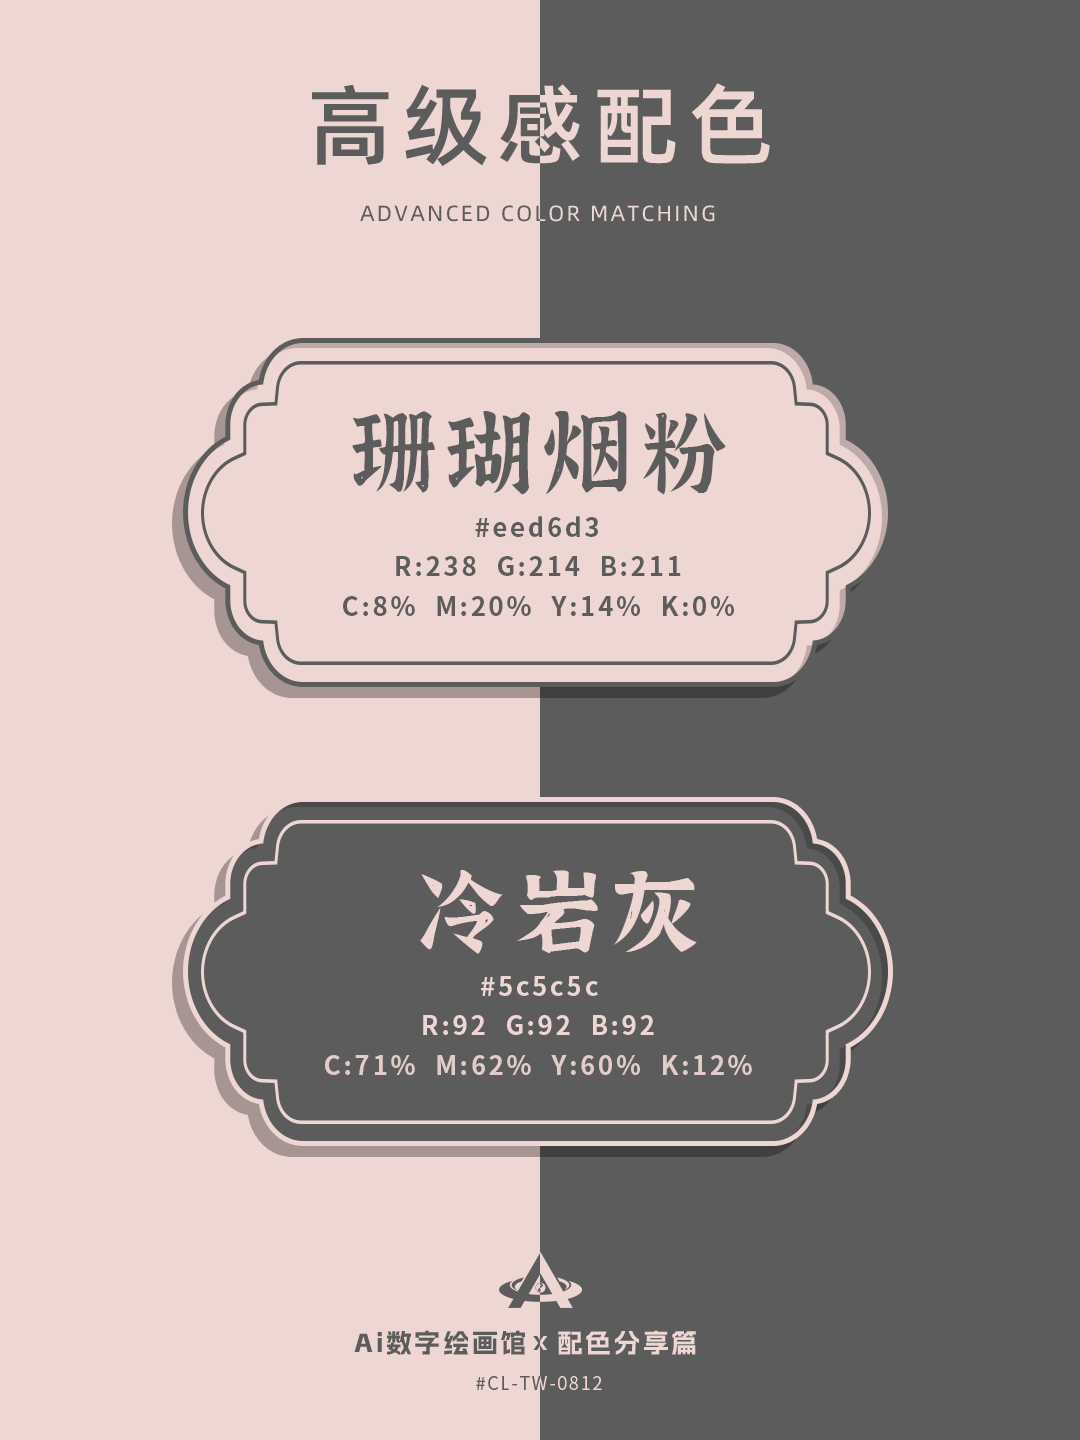 高级感配色
ADVANCED COLOR MATCHING
珊瑚烟粉
#eed6d3
R:238 G:214 B:211
C:8% M:20% Y:14% K:0%
冷岩灰
#5c5c5c
R:92 G:92 B:92
C:71% M:62% Y:60% K:12%
Ai数字绘画馆 x 配色分享篇
#CL-TW-0812